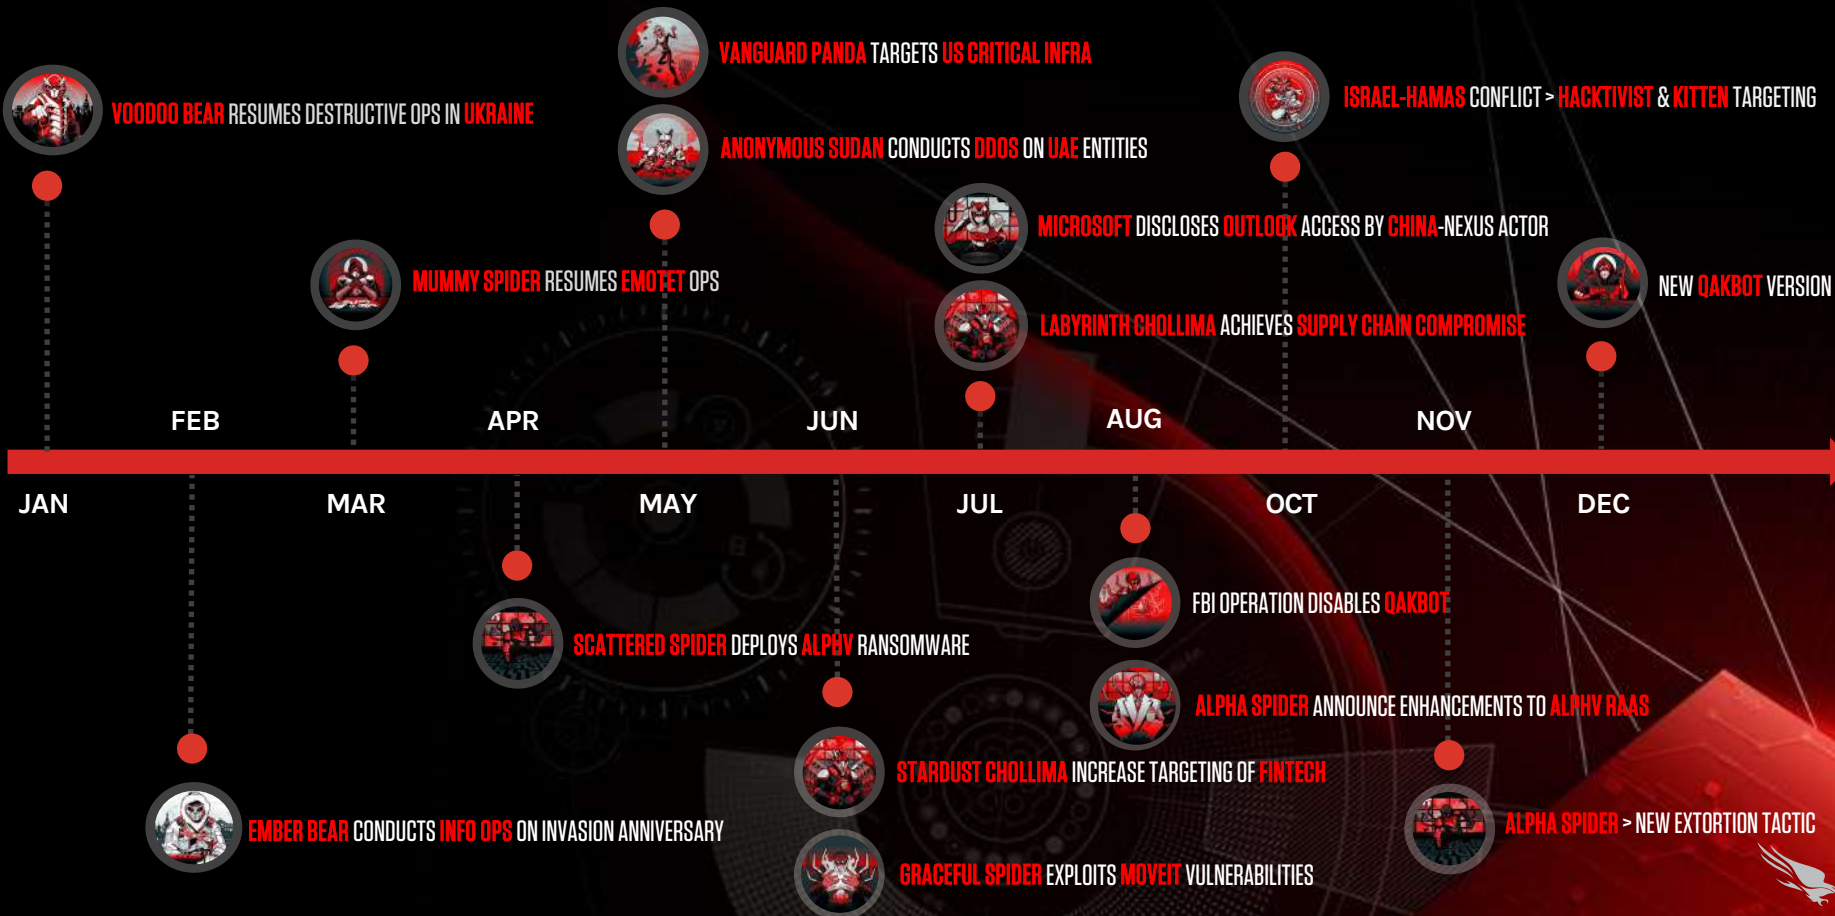 VANGUARD PANDA TARGETS US CRITICAL INFRA
VOODOO BEAR RESUMES DESTRUCTIVE OPS IN UKRAINE
ISRAEL-HAMAS CONFLICT > HACKTIVIST & KITTEN TARGETING
ANONYMOUS SUDAN CONDUCTS DDOS ON UAE ENTITIES
MICROSOFT DISCLOSES OUTLOOK ACCESS BY CHINA-NEXUS ACTOR
MUMMY SPIDER RESUMES EMOTET OPS
NEW QAKBOT VERSION
LABYRINTH CHOLLIMA ACHIEVES SUPPLY CHAIN COMPROMISE
FEB
APR
JUN
AUG
NOV
JAN
MAR
MAY
JUL
OCT
DEC
FBI OPERATION DISABLES QAKBOT
SCATTERED SPIDER DEPLOYS ALPHV RANSOMWARE
ALPHA SPIDER ANNOUNCE ENHANCEMENTS TO ALPHV RAAS
STARDUST CHOLLIMA INCREASE TARGETING OF FINTECH
EMBER BEAR CONDUCTS INFO OPS ON INVASION ANNIVERSARY
ALPHA SPIDER > NEW EXTORTION TACTIC
GRACEFUL SPIDER EXPLOITS MOVEIT VULNERABILITIES